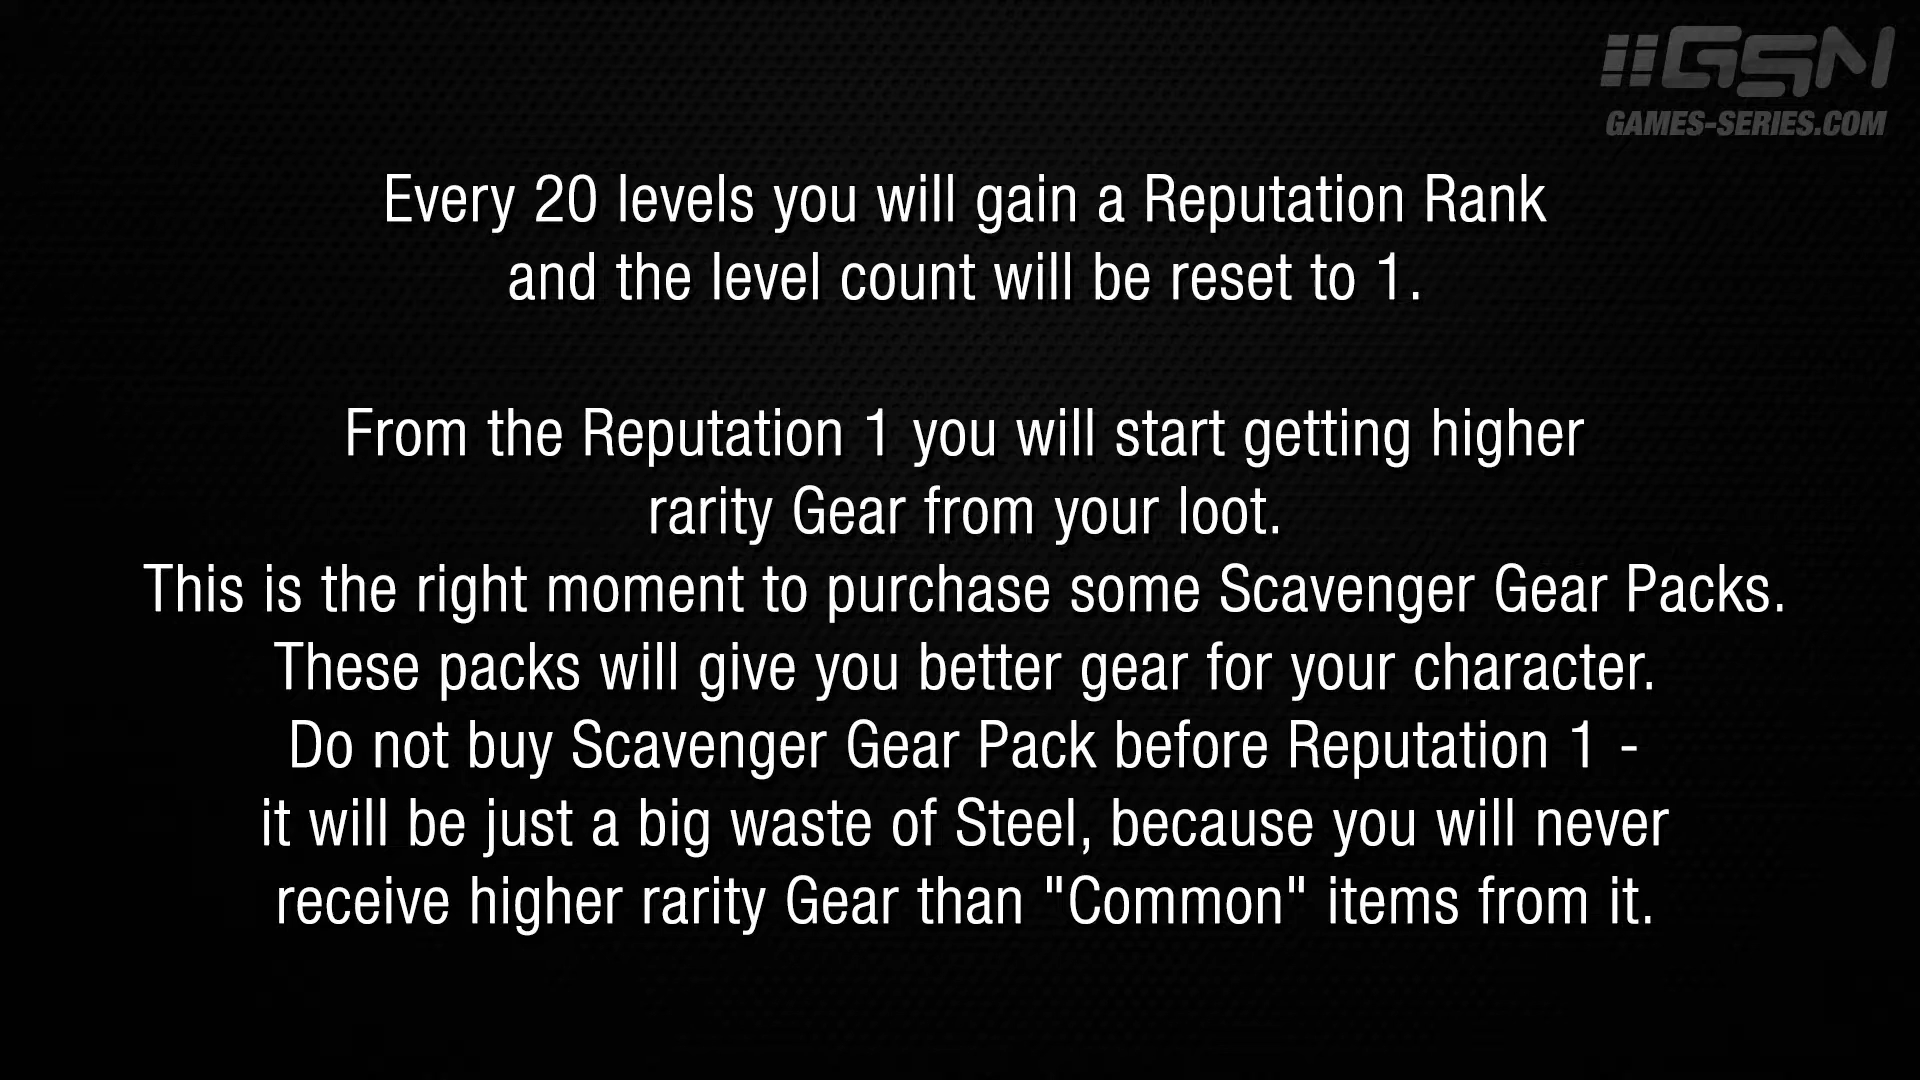 GSN
GAMES-SERIES.COM
Every 20 levels you will gain a Reputation Rank
and the level count will be reset to 1.
From the Reputation 1 you will start getting higher
rarity Gear from your loot.
This is the right moment to purchase some Scavenger Gear Packs.
These packs will give you better gear for your character.
Do not buy Scavenger Gear Pack before Reputation 1 -
it will be just a big waste of Steel, because you will never
receive higher rarity Gear than "Common" items from it.